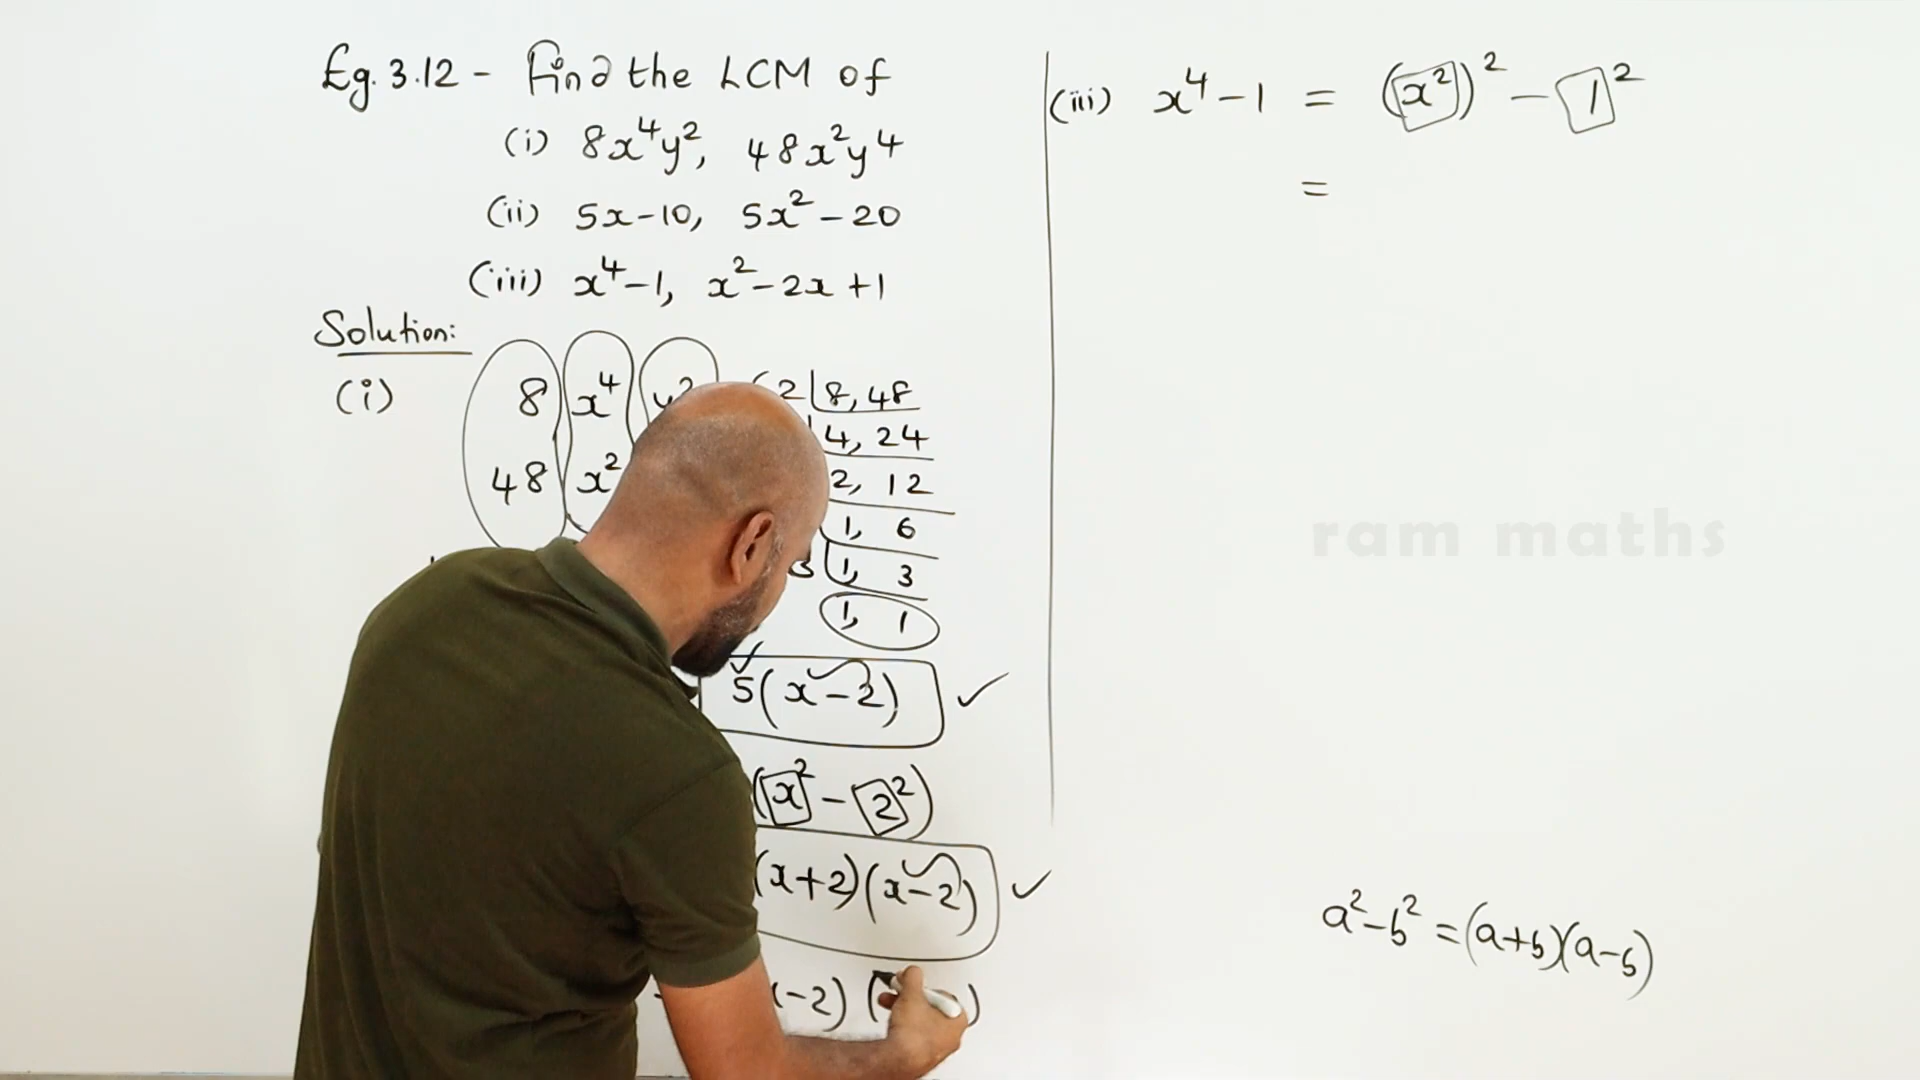 Eg. 3.12 - Find the LCM of
(i) 8x⁴y², 48x²y⁴
(ii) 5x-10, 5x²-20
(iii) x⁴-1, x²-2x+1
Solution:
(i) 8 x⁴
48 x²
2 8, 48
4, 24
2, 12
1, 6
3 1, 3
1, 1
5(x-2)
(x²-2²)
(x+2)(x-2)
-2)
(iii) x⁴-1 = (x²)²-1²
=
ram maths
a²-b²=(a+b)(a-b)